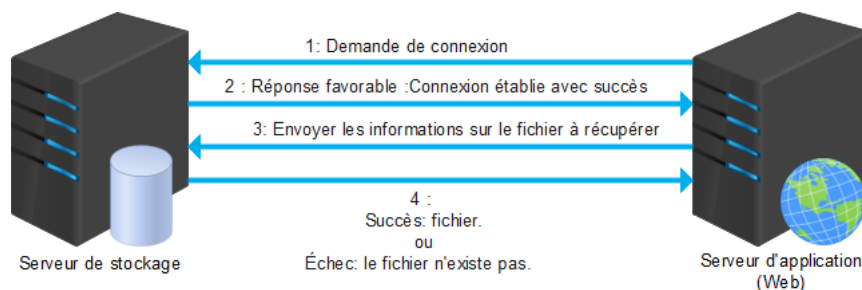 1: Demande de connexion
2 : Réponse favorable :Connexion établie avec succès
3: Envoyer les informations sur le fichier à récupérer
4 :
Succès: fichier.
ou
Échec: le fichier n'existe pas.
Serveur de stockage
Serveur d'application
(Web)